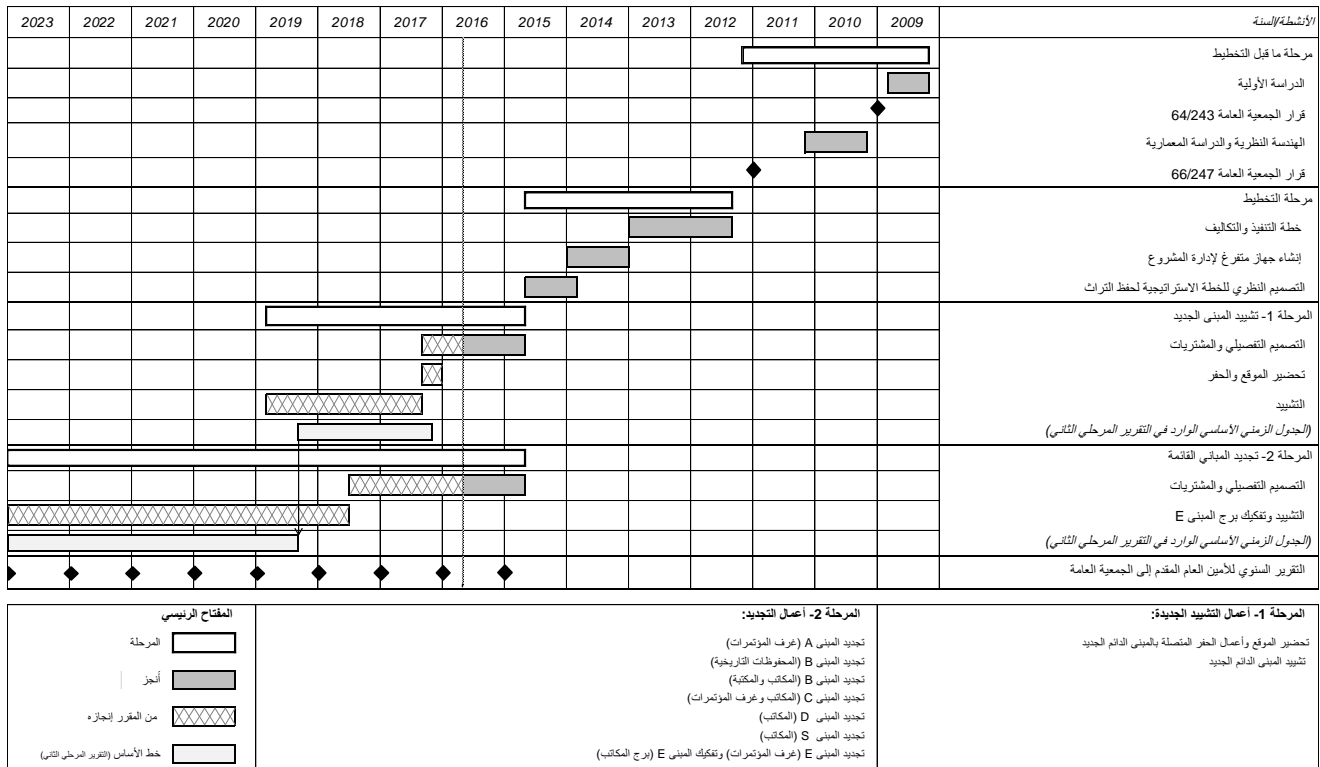 الأنشطة/السنة 2009 2010 2011 2012 2013 2014 2015 2016 2017 2018 2019 2020 2021 2022 2023
مرحلة ما قبل التخطيط
الدراسة الأولية
قرار الجمعية العامة 64/243
الهندسة النظرية والدراسة المعمارية
قرار الجمعية العامة 66/247
مرحلة التخطيط
خطة التنفيذ والتكاليف
إنشاء جهاز متفرغ لإدارة المشروع
التصميم النظري للخطة الاستراتيجية لحفظ التراث
المرحلة 1- تشييد المبنى الجديد
التصميم التفصيلي والمشتريات
تحضير الموقع والحفر
التشييد
(الجدول الزمني الأساسي الوارد في التقرير المرحلي الثاني)
المرحلة 2- تجديد المباني القائمة
التصميم التفصيلي والمشتريات
التشييد وتفكيك برج المبنى E
(الجدول الزمني الأساسي الوارد في التقرير المرحلي الثاني)
التقرير السنوي للأمين العام المقدم إلى الجمعية العامة
المرحلة 1- أعمال التشييد الجديدة:
تحضير الموقع وأعمال الحفر المتصلة بالمبنى الدائم الجديد
تشييد المبنى الدائم الجديد
المرحلة 2- أعمال التجديد:
تجديد المبنى A (غرف المؤتمرات)
تجديد المبنى B (المحفوظات التاريخية)
تجديد المبنى B (المكاتب والمكتبة)
تجديد المبنى C (المكاتب وغرف المؤتمرات)
تجديد المبنى D (المكاتب)
تجديد المبنى S (المكاتب)
تجديد المبنى E (غرف المؤتمرات) وتفكيك المبنى E (برج المكاتب)
المفتاح الرئيسي
المرحلة
أنجز
من المقرر إنجازه
خط الأساس (التقرير المرحلي الثاني)